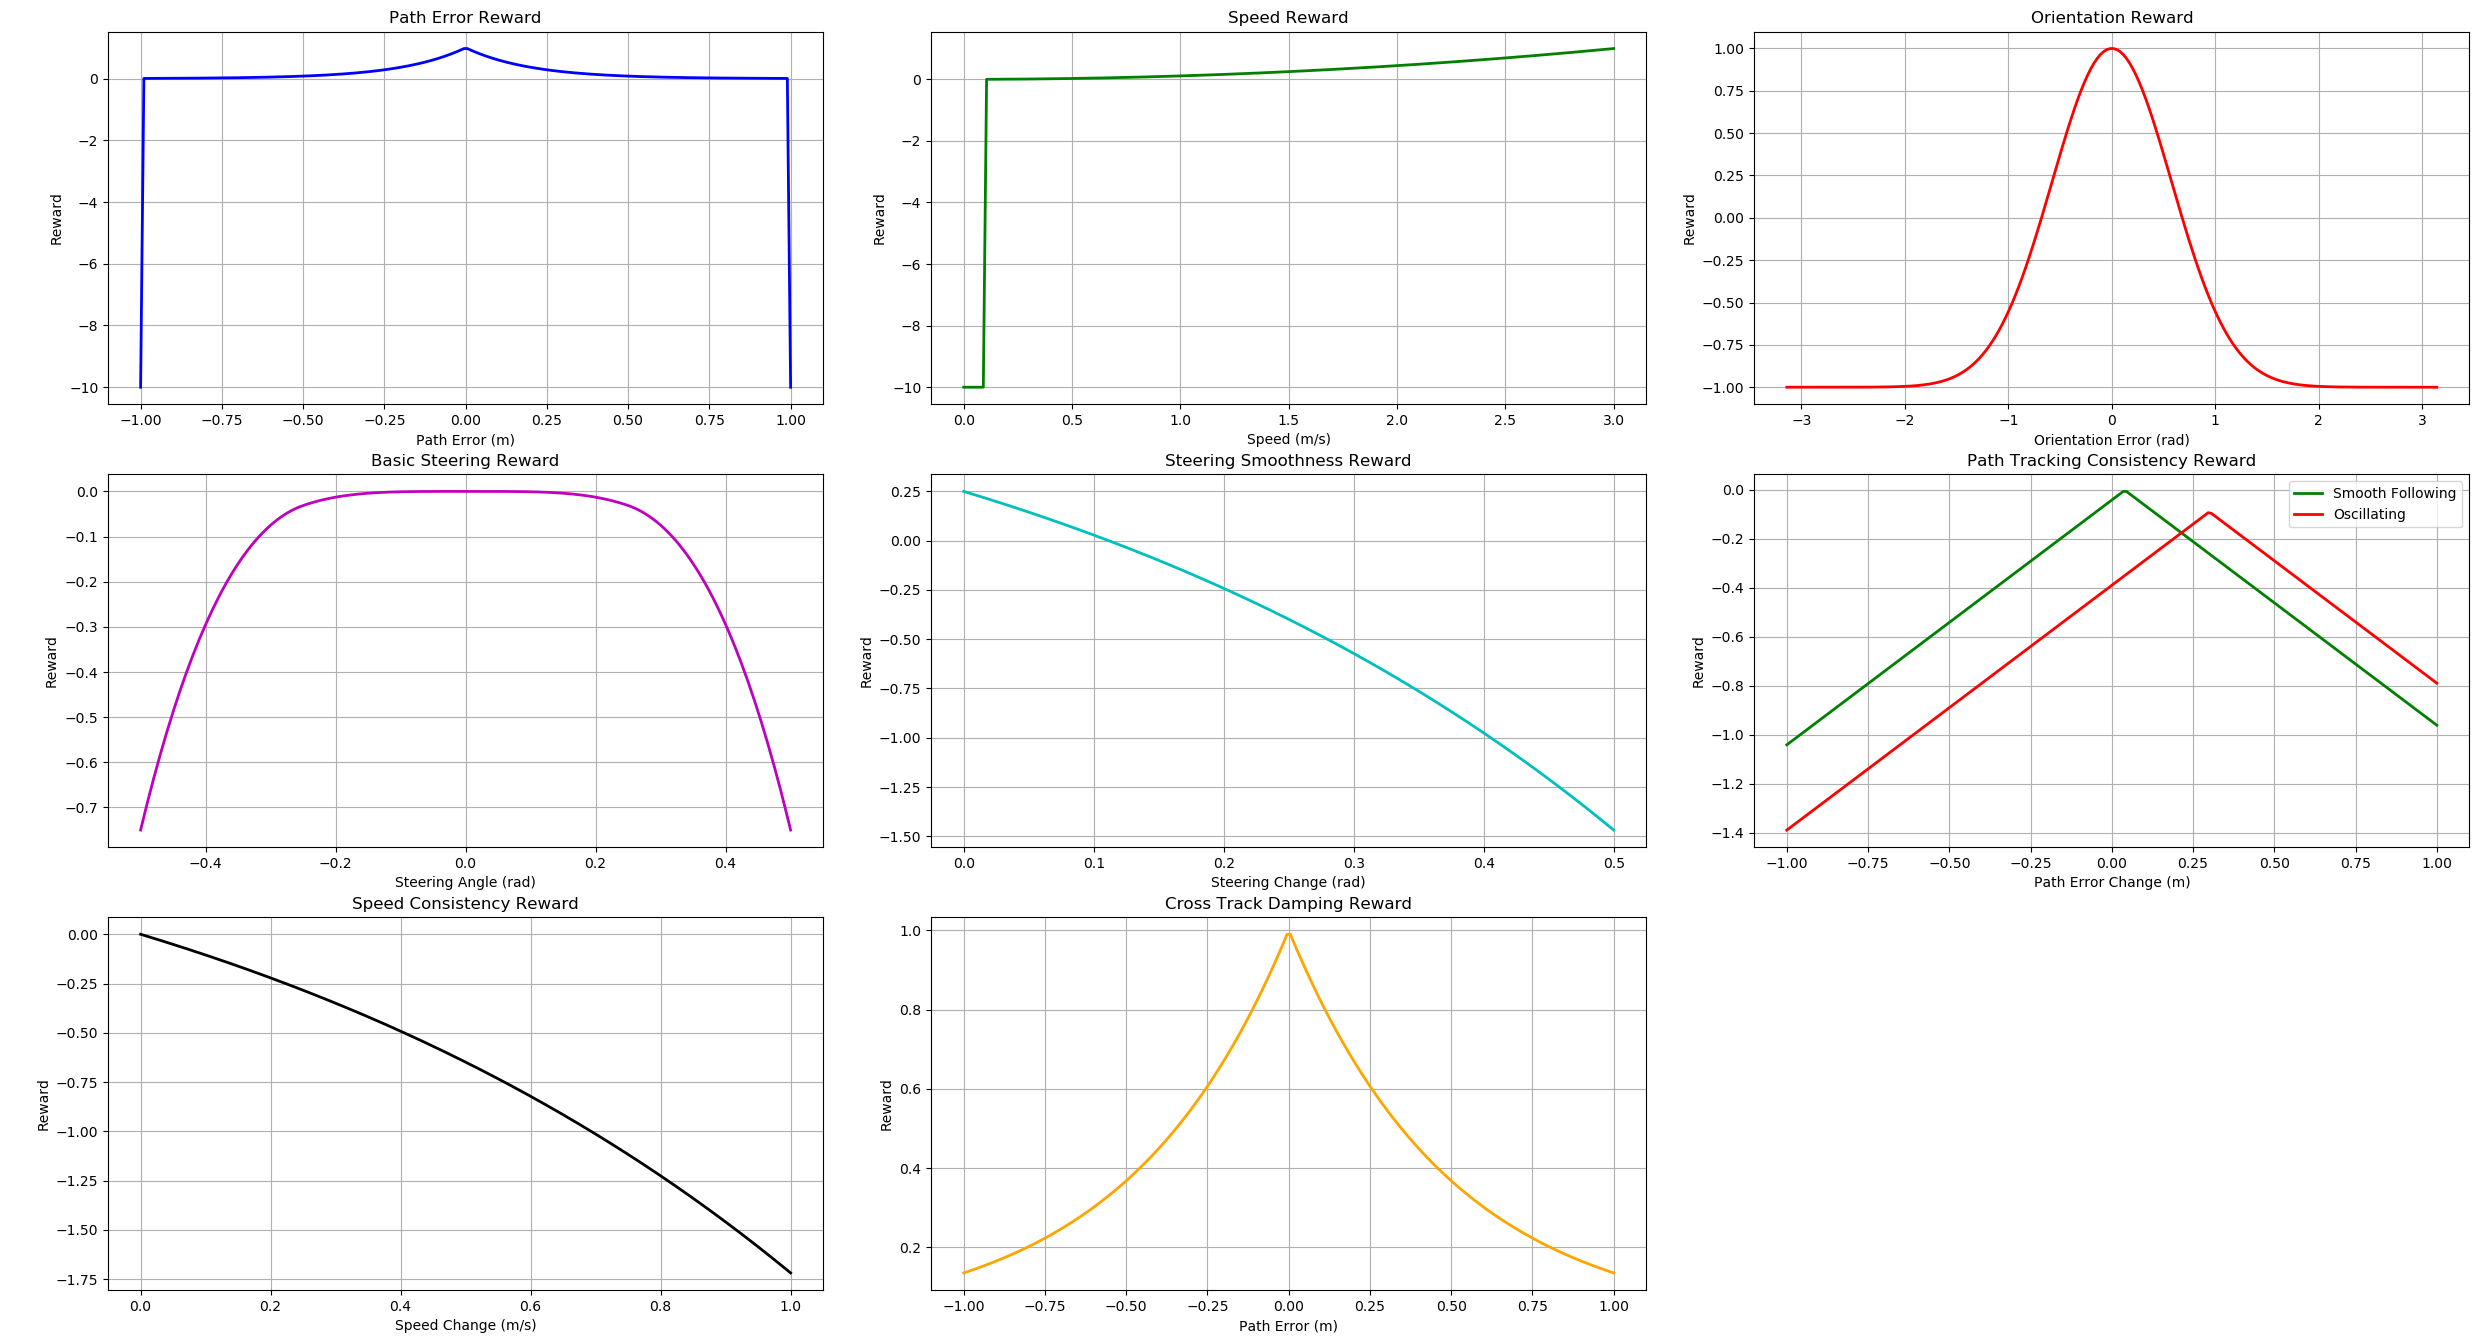 Path Error Reward
Reward
0
−2
−4
−6
−8
−10
−1.00 −0.75 −0.50 −0.25 0.00 0.25 0.50 0.75 1.00
Path Error (m)
Speed Reward
Reward
0
−2
−4
−6
−8
−10
0.0 0.5 1.0 1.5 2.0 2.5 3.0
Speed (m/s)
Orientation Reward
Reward
1.00
0.75
0.50
0.25
0.00
−0.25
−0.50
−0.75
−1.00
−3 −2 −1 0 1 2 3
Orientation Error (rad)
Basic Steering Reward
Reward
0.0
−0.1
−0.2
−0.3
−0.4
−0.5
−0.6
−0.7
−0.4 −0.2 0.0 0.2 0.4
Steering Angle (rad)
Steering Smoothness Reward
Reward
0.25
0.00
−0.25
−0.50
−0.75
−1.00
−1.25
−1.50
0.0 0.1 0.2 0.3 0.4 0.5
Steering Change (rad)
Path Tracking Consistency Reward
Smooth Following
Oscillating
Reward
0.0
−0.2
−0.4
−0.6
−0.8
−1.0
−1.2
−1.4
−1.00 −0.75 −0.50 −0.25 0.00 0.25 0.50 0.75 1.00
Path Error Change (m)
Speed Consistency Reward
Reward
0.00
−0.25
−0.50
−0.75
−1.00
−1.25
−1.50
−1.75
0.0 0.2 0.4 0.6 0.8 1.0
Speed Change (m/s)
Cross Track Damping Reward
Reward
1.0
0.8
0.6
0.4
0.2
−1.00 −0.75 −0.50 −0.25 0.00 0.25 0.50 0.75 1.00
Path Error (m)